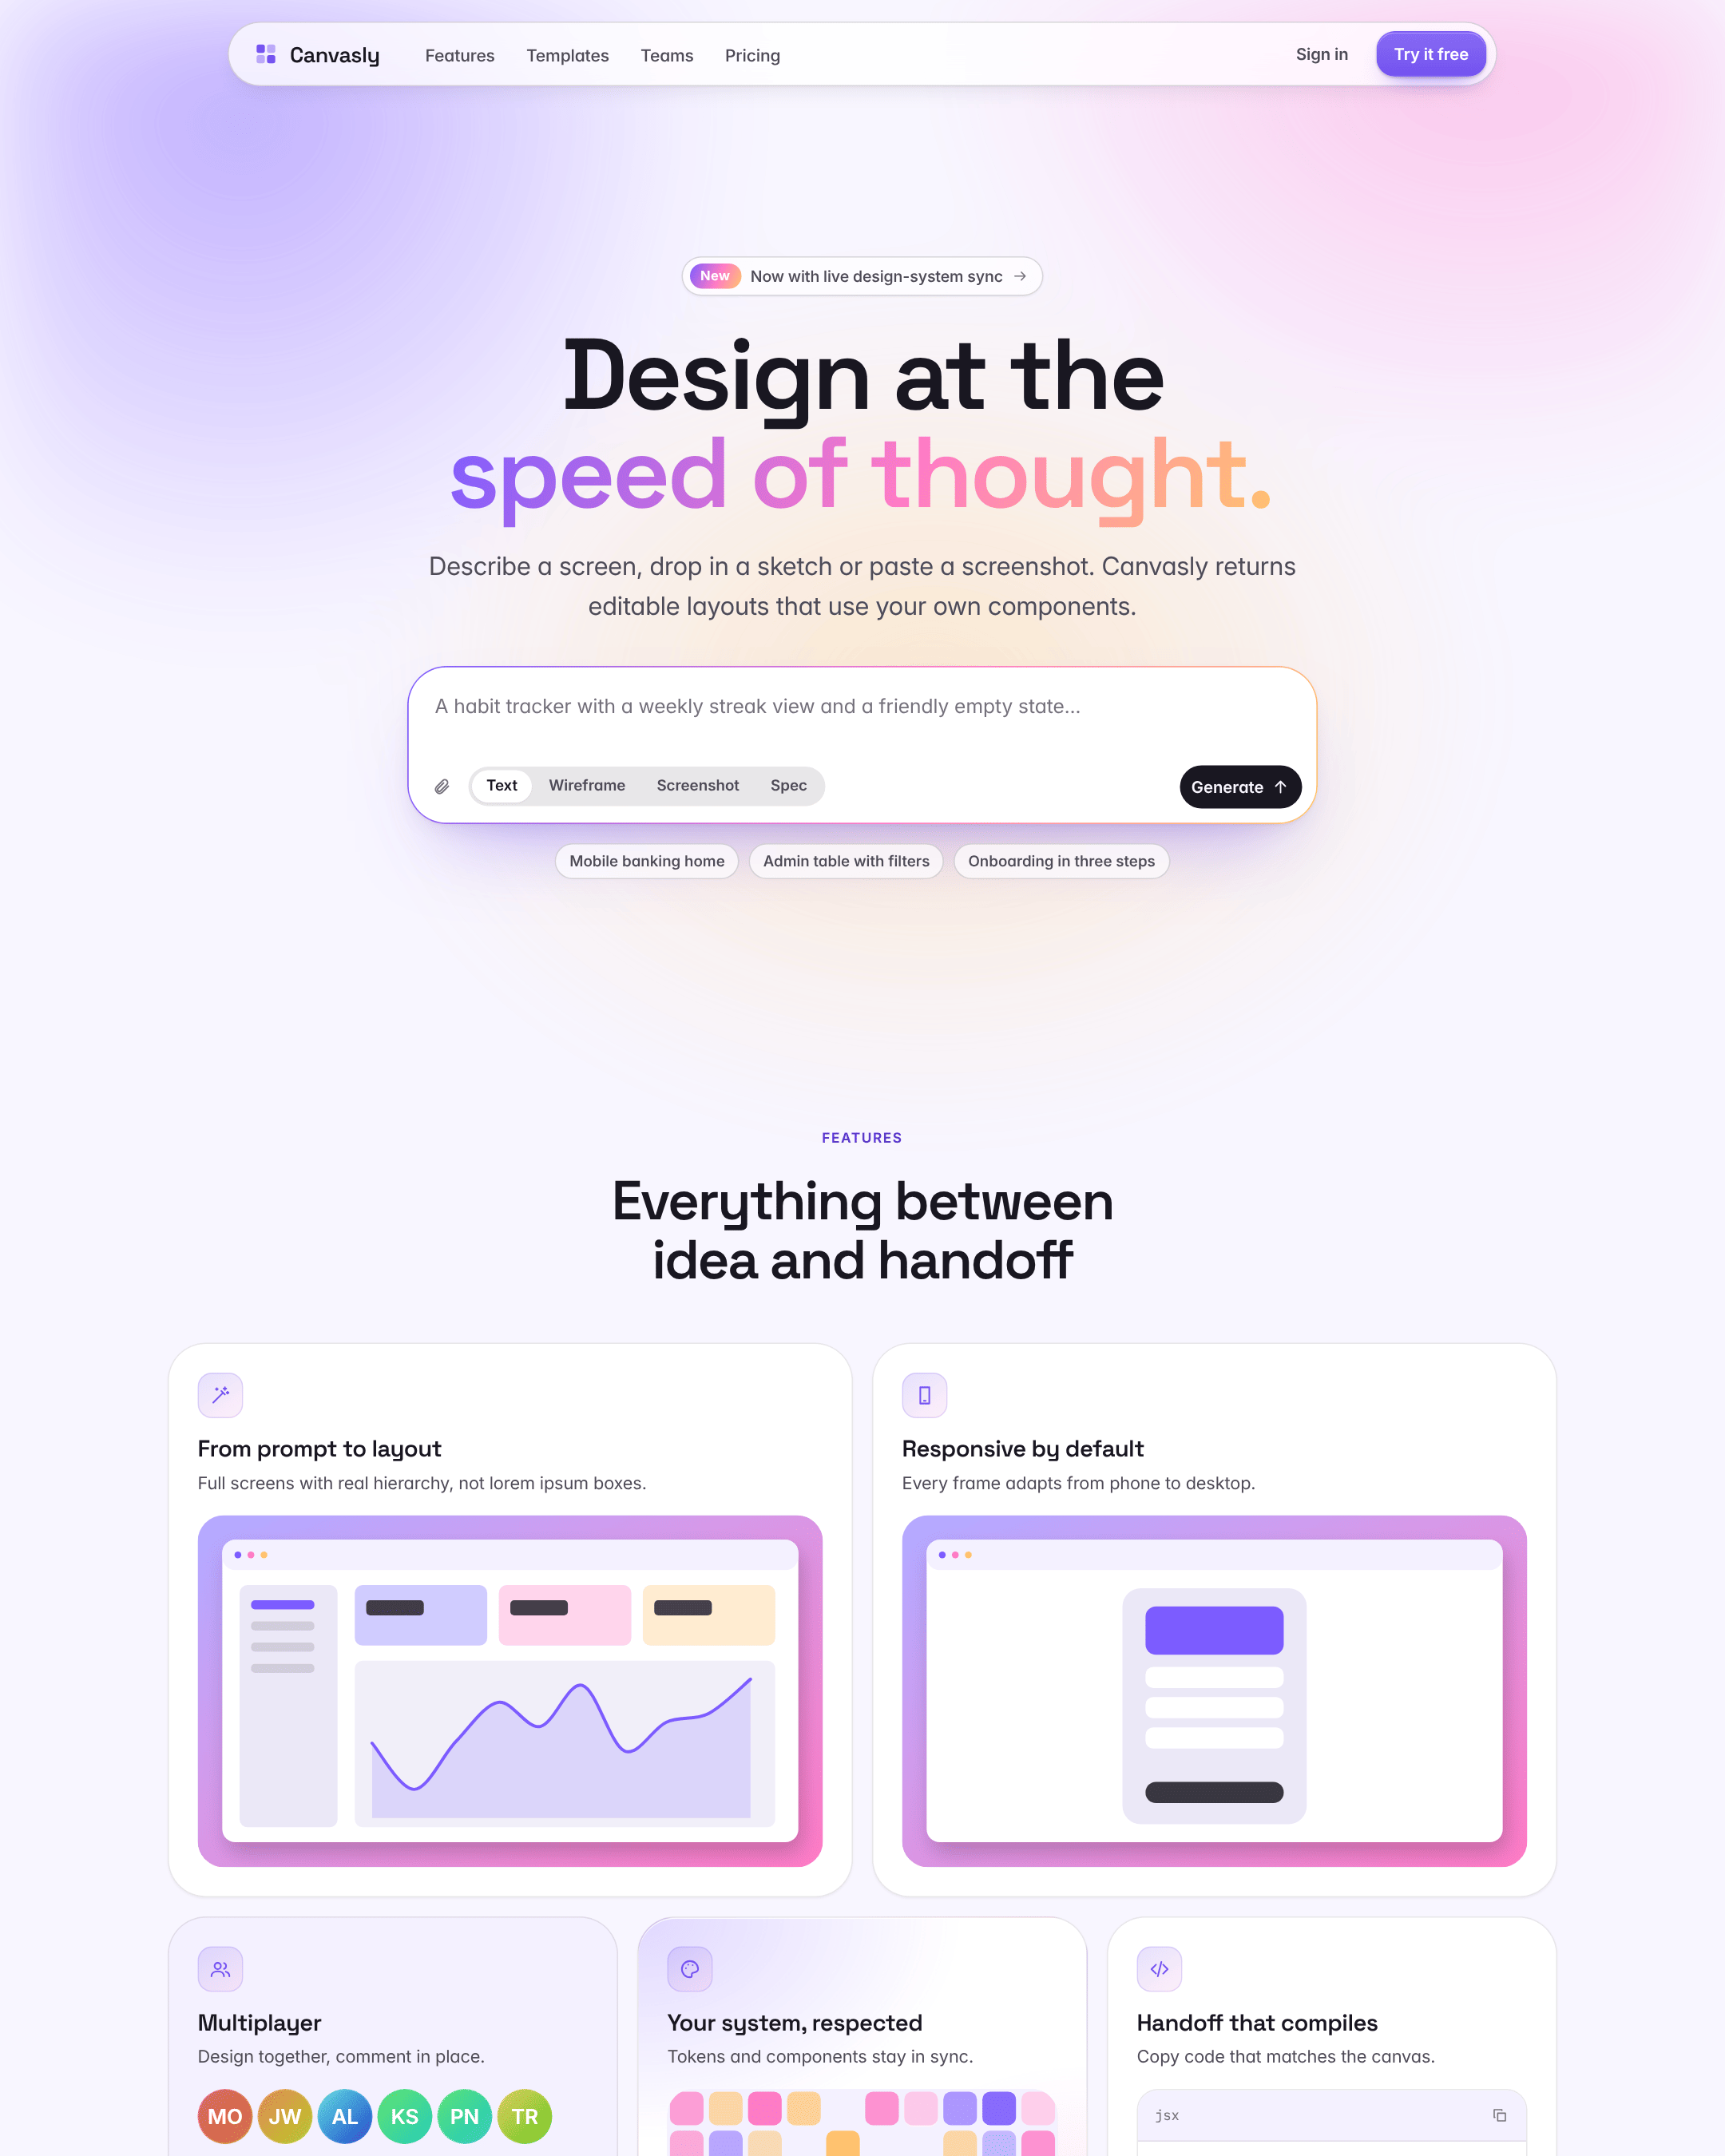 Canvasly
Features
Templates
Teams
Pricing
Sign in
Try it free
New Now with live design-system sync
Design at the
speed of thought.
Describe a screen, drop in a sketch or paste a screenshot. Canvasly returns
editable layouts that use your own components.
A habit tracker with a weekly streak view and a friendly empty state...
Text
Wireframe
Screenshot
Spec
Generate
Mobile banking home
Admin table with filters
Onboarding in three steps
FEATURES
Everything between
idea and handoff
From prompt to layout
Full screens with real hierarchy, not lorem ipsum boxes.
Responsive by default
Every frame adapts from phone to desktop.
Multiplayer
Design together, comment in place.
MO
JW
AL
KS
PN
TR
Your system, respected
Tokens and components stay in sync.
Handoff that compiles
Copy code that matches the canvas.
jsx